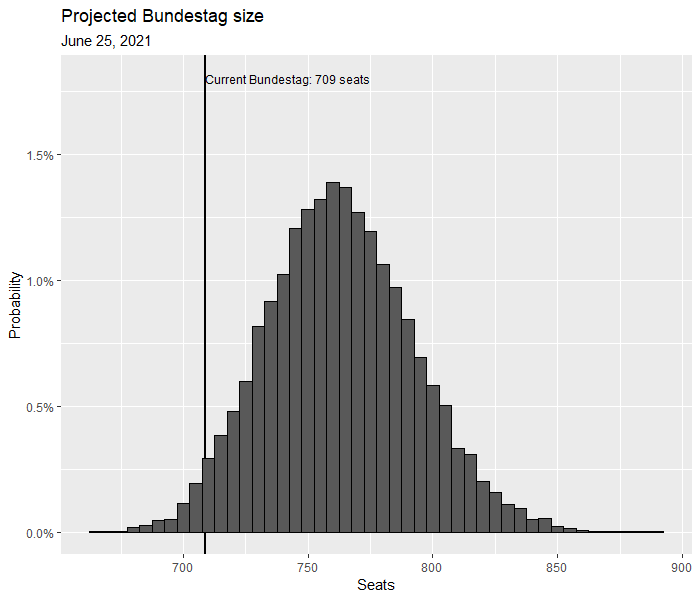 Projected Bundestag size
June 25, 2021
Current Bundestag: 709 seats
1.5%
1.0%
0.5%
0.0%
Probability
700 750 800 850 900
Seats